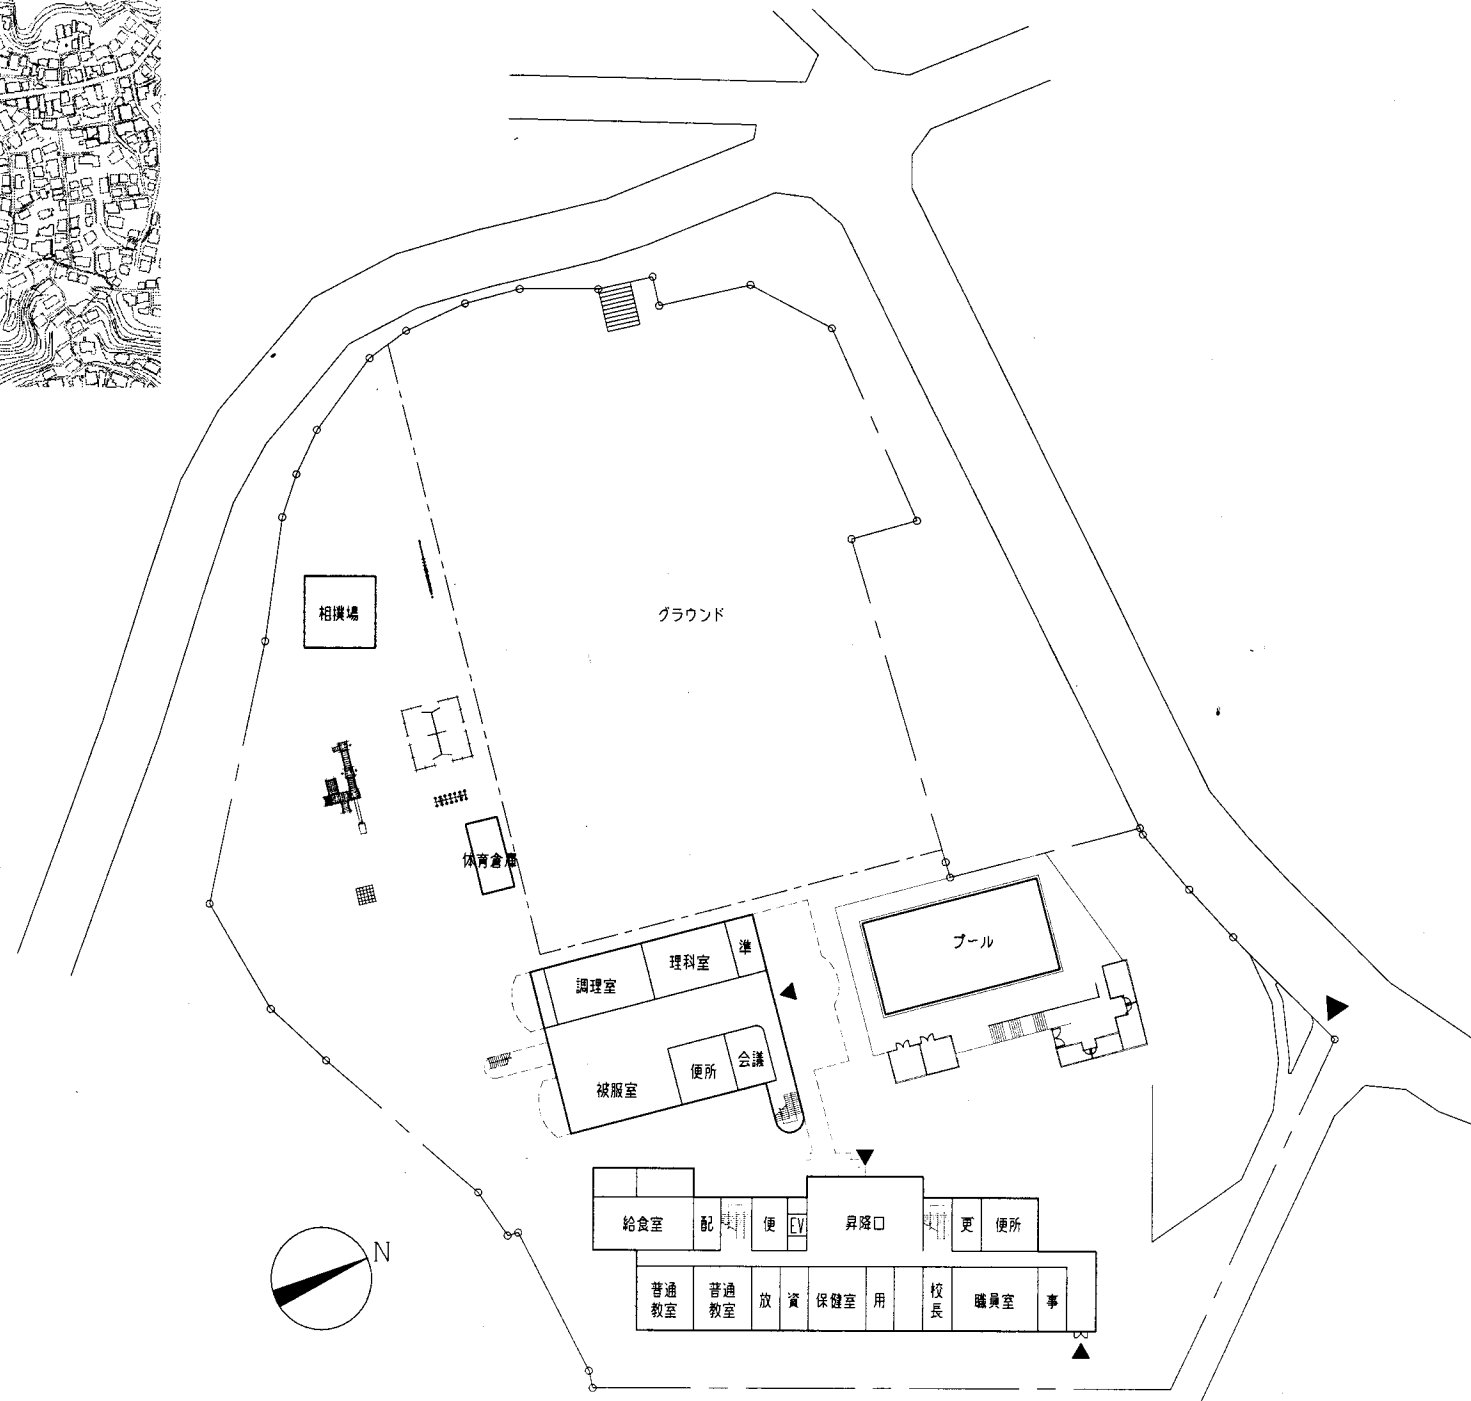 相撲場
グラウンド
体育倉庫
プール
準
理科室
調理室
会議
便所
被服室
給食室
配
便
EV
昇降口
更
便所
N
普通
教室
普通
教室
放
資
保健室
用
校
長
職員室
事